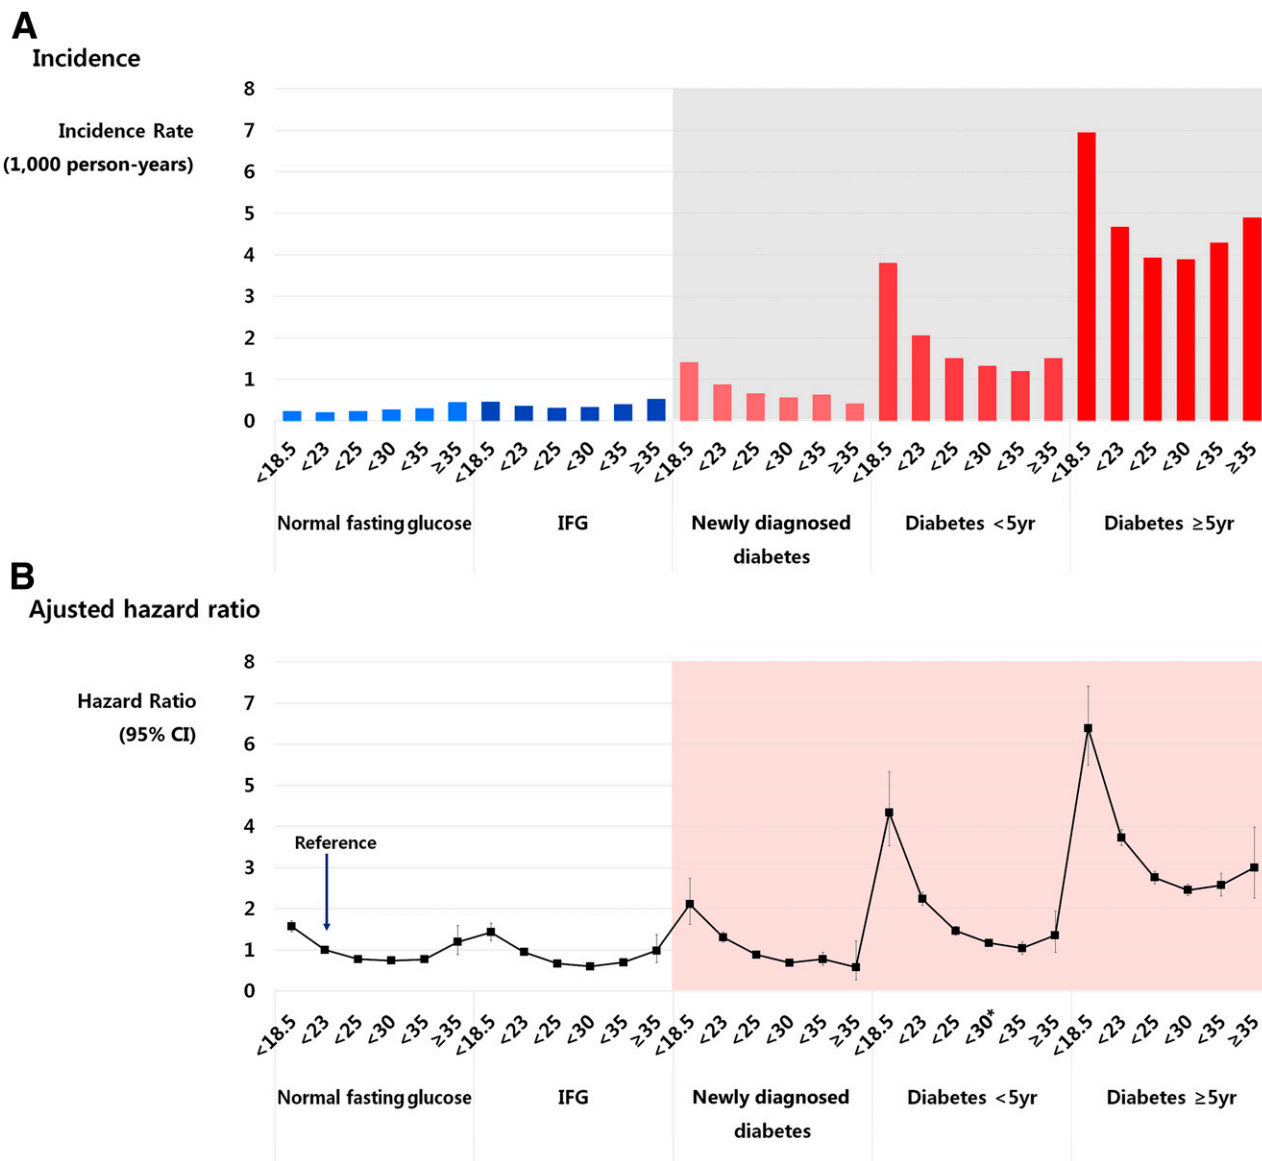 A
Incidence
Incidence Rate
(1,000 person-years)
8
7
6
5
4
3
2
1
0
<18.5 <23 <25 <30 <35 ≥35 <18.5 <23 <25 <30 <35 ≥35 <18.5 <23 <25 <30 <35 ≥35 <18.5 <23 <25 <30 <35 ≥35 <18.5 <23 <25 <30 <35 ≥35
Normal fasting glucose IFG Newly diagnosed Diabetes <5yr Diabetes ≥5yr
diabetes
B
Ajusted hazard ratio
Hazard Ratio
(95% CI)
8
7
6
5
4
3
2
1
0
Reference
<18.5 <23 <25 <30 <35 ≥35 <18.5 <23 <25 <30 <35 ≥35 <18.5 <23 <25 <30 <35 ≥35 <18.5 <23 <25 <30* <35 ≥35 <18.5 <23 <25 <30 <35 ≥35
Normal fasting glucose IFG Newly diagnosed Diabetes <5yr Diabetes ≥5yr
diabetes